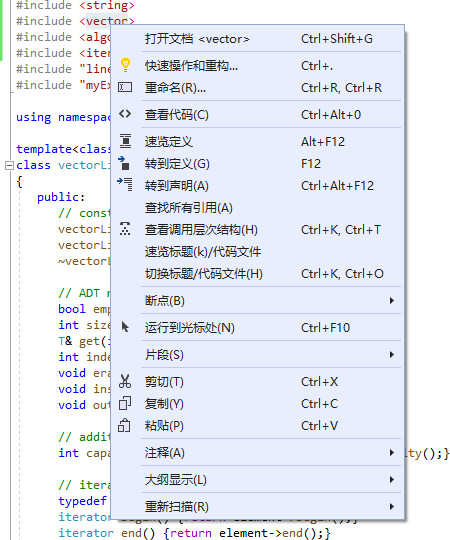 #include <string>
#include <vector>
#include <algo
#include <iter
#include "line
#include "myEx
using namespac
template<class
class vectorLi
{
public:
// const
vectorLi
vectorLi
~vectorL
// ADT m
bool emp
int size
T& get(i
int inde
void era
void ins
void out
// addit
int capa
ity();}
// itera
typedef
iterator begin() {return element->begin();}
iterator end() {return element->end();}
打开文档 <vector> Ctrl+Shift+G
快速操作和重构... Ctrl+.
重命名(R)... Ctrl+R, Ctrl+R
查看代码(C) Ctrl+Alt+0
速览定义 Alt+F12
转到定义(G) F12
转到声明(A) Ctrl+Alt+F12
查找所有引用(A)
查看调用层次结构(H) Ctrl+K, Ctrl+T
速览标题(k)/代码文件
切换标题/代码文件(H) Ctrl+K, Ctrl+O
断点(B)
运行到光标处(N) Ctrl+F10
片段(S)
剪切(T) Ctrl+X
复制(Y) Ctrl+C
粘贴(P) Ctrl+V
注释(A)
大纲显示(L)
重新扫描(R)